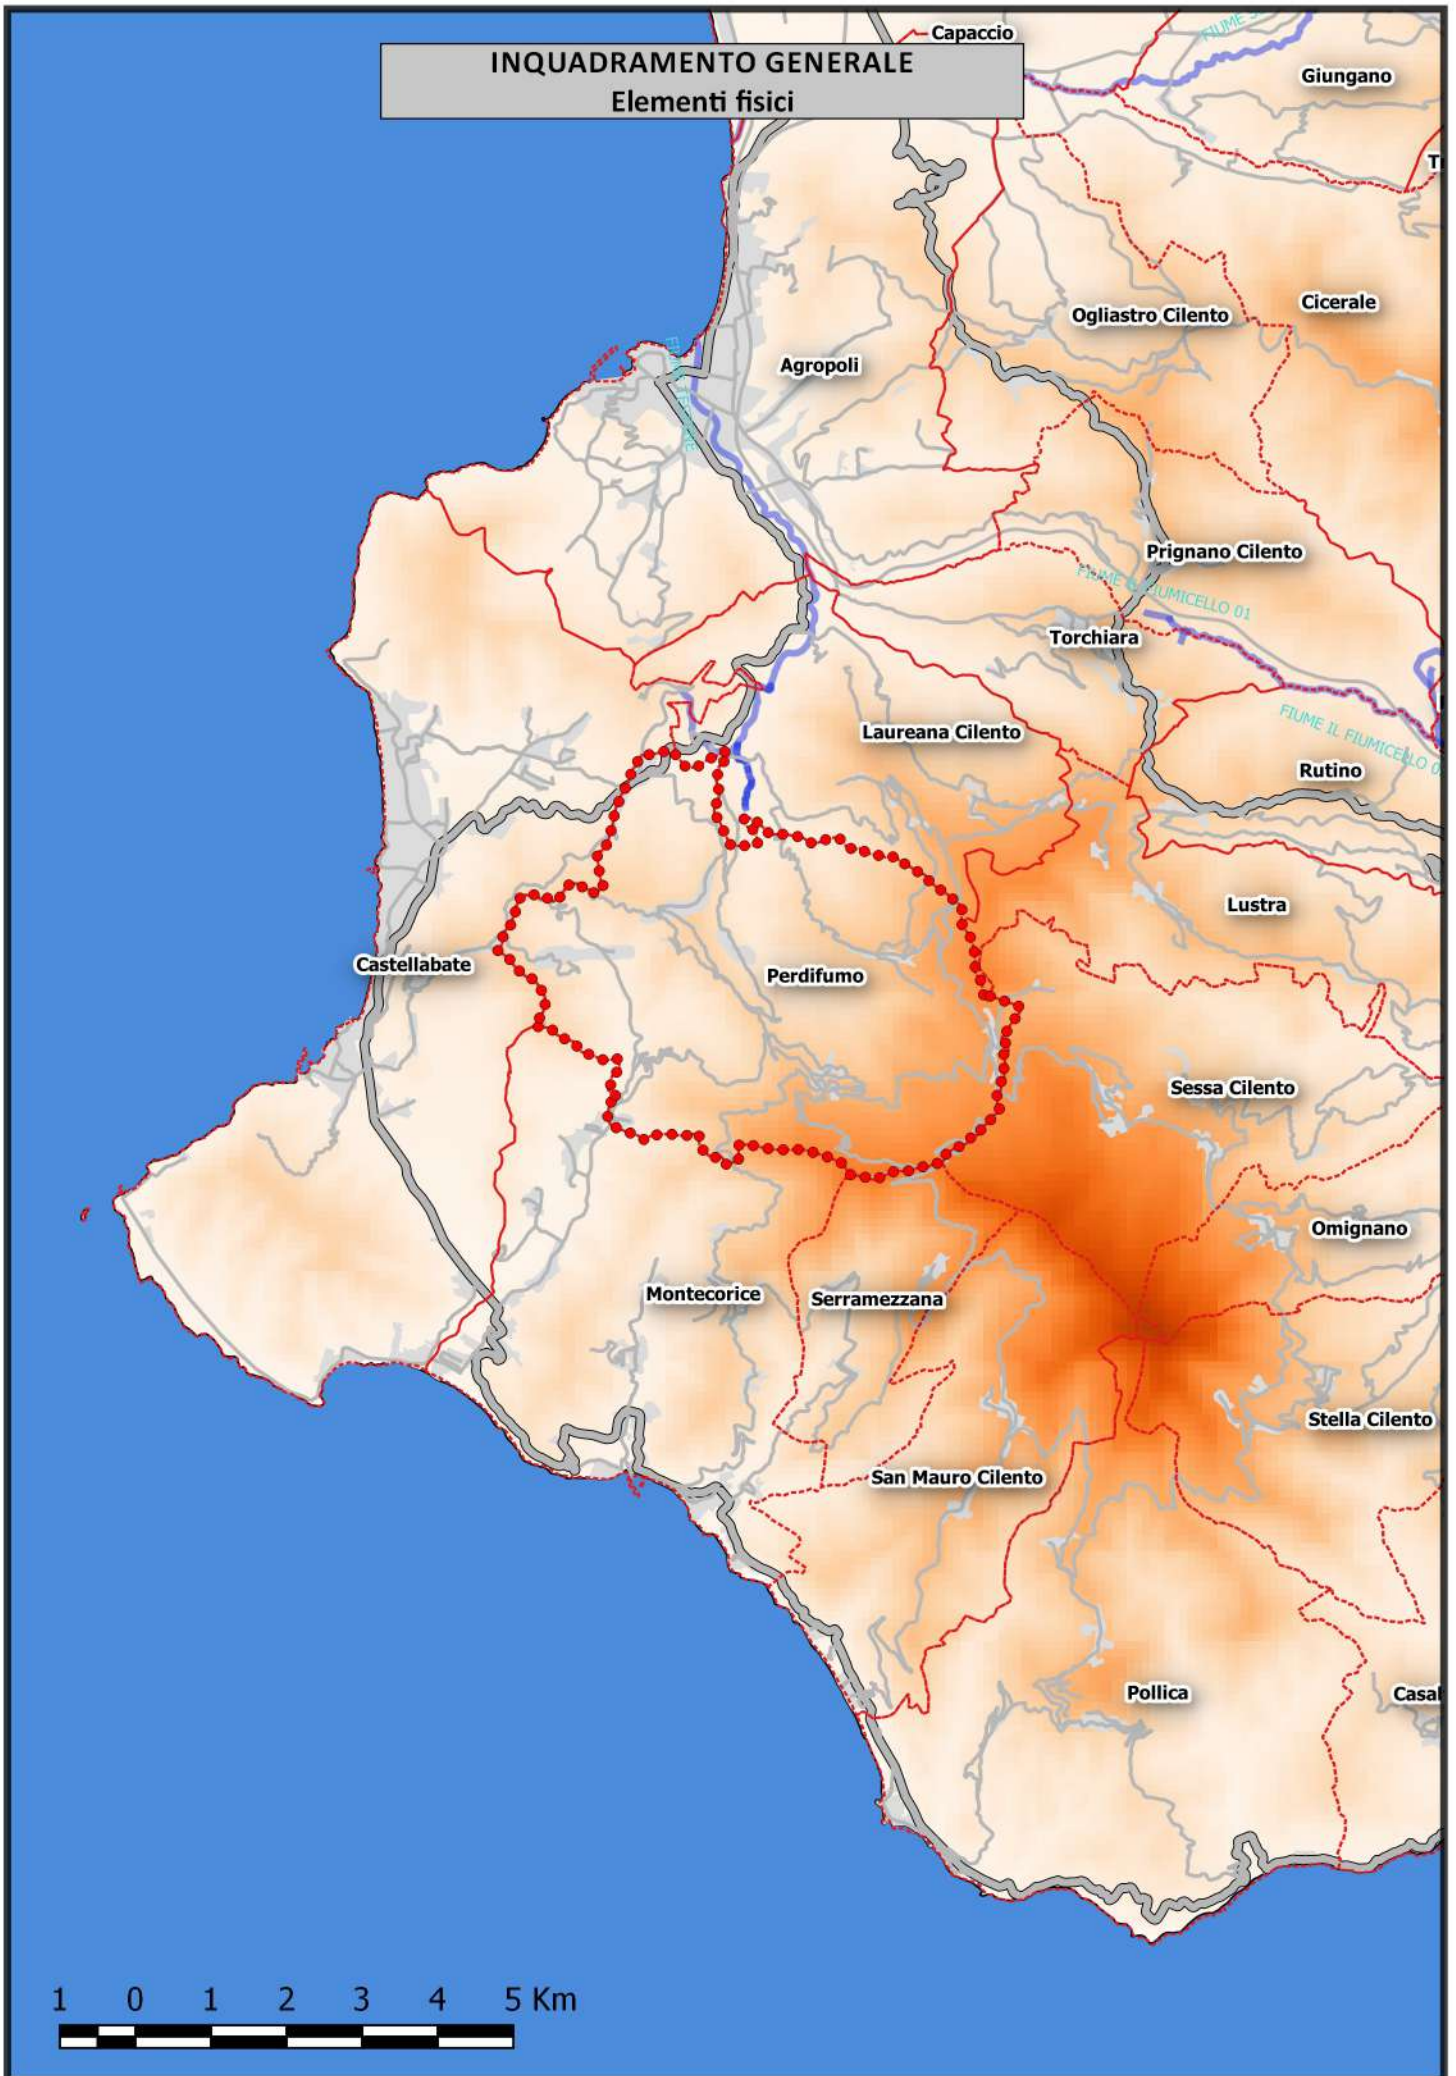 Capaccio
INQUADRAMENTO GENERALE
Elementi fisici
Giungano
Cicerale
Ogliastro Cilento
Agropoli
Prignano Cilento
FIUMICELLO 01
Torchiara
FIUME IL FIUMICELLO 0
Laureana Cilento
Rutino
Lustra
Castellabate
Perdifumo
Sessa Cilento
Omignano
Montecorice
Serramezzana
Stella Cilento
San Mauro Cilento
Pollica
Casal
1 0 1 2 3 4 5 Km